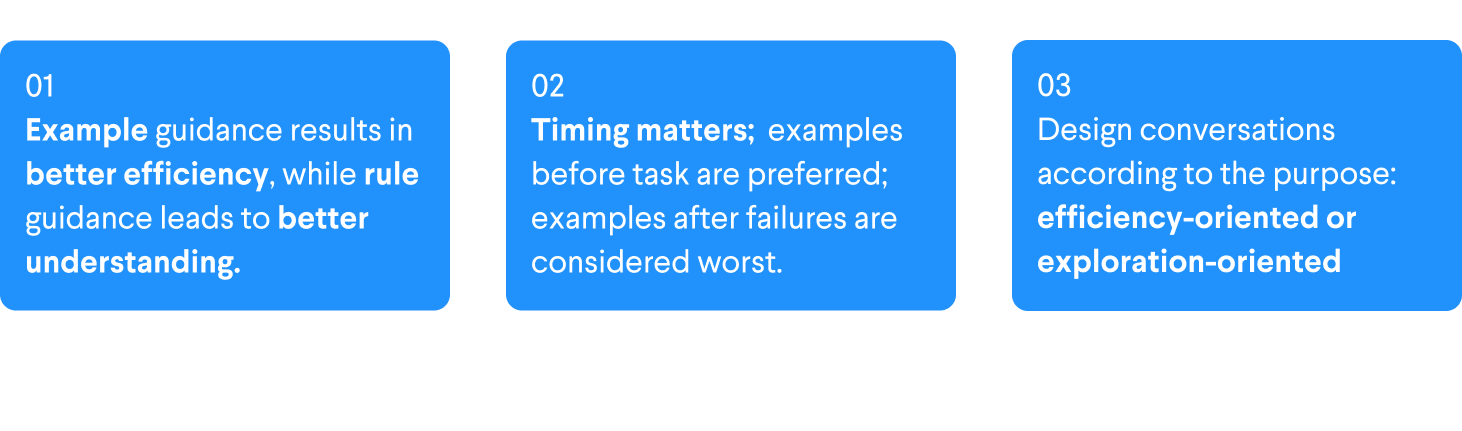 01
Example guidance results in
better efficiency, while rule
guidance leads to better
understanding.
02
Timing matters; examples
before task are preferred;
examples after failures are
considered worst.
03
Design conversations
according to the purpose:
efficiency-oriented or
exploration-oriented